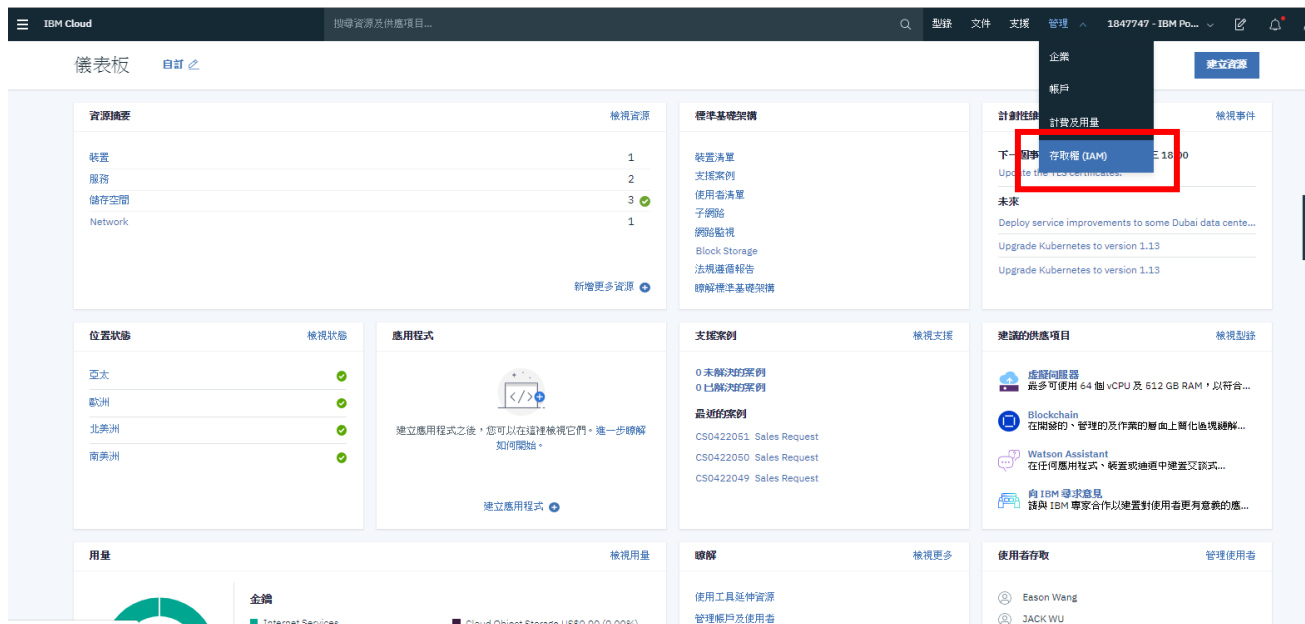 IBM Cloud
搜尋資源及供應項目...
型錄
文件
支援
管理
1847747 - IBM Po...
企業
帳戶
計費及用量
存取權 (IAM)
儀表板
自訂
建立資源
資源摘要
檢視資源
裝置
1
服務
2
儲存空間
3
Network
1
新增更多資源
標準基礎架構
裝置清單
支援案例
使用者清單
子網路
網路監視
Block Storage
法規遵循報告
瞭解標準基礎架構
檢視事件
18:00
Update the TLS certificates.
未來
Deploy service improvements to some Dubai data cente...
Upgrade Kubernetes to version 1.13
Upgrade Kubernetes to version 1.13
位置狀態
檢視狀態
亞太
歐洲
北美洲
南美洲
應用程式
建立應用程式之後，您可以在這裡檢視它們。進一步瞭解
如何開始。
建立應用程式
支援案例
檢視支援
0 未解決的案例
0 已解決的案例
最近的案例
CS0422051 Sales Request
CS0422050 Sales Request
CS0422049 Sales Request
建議的供應項目
檢視型錄
虛擬伺服器
最多可使用 64 個 vCPU 及 512 GB RAM，以符合...
Blockchain
在開發的、管理的及作業的層面上簡化區塊鏈解...
Watson Assistant
在任何應用程式、裝置或通道中建置交談式...
向 IBM 尋求意見
請與 IBM 專家合作以建置對使用者更有意義的應...
用量
檢視用量
金鑰
Internet Services
Cloud Object Storage US$0.00 (0.00%)
瞭解
檢視更多
使用工具延伸資源
管理帳戶及使用者
使用者存取
管理使用者
Eason Wang
JACK WU